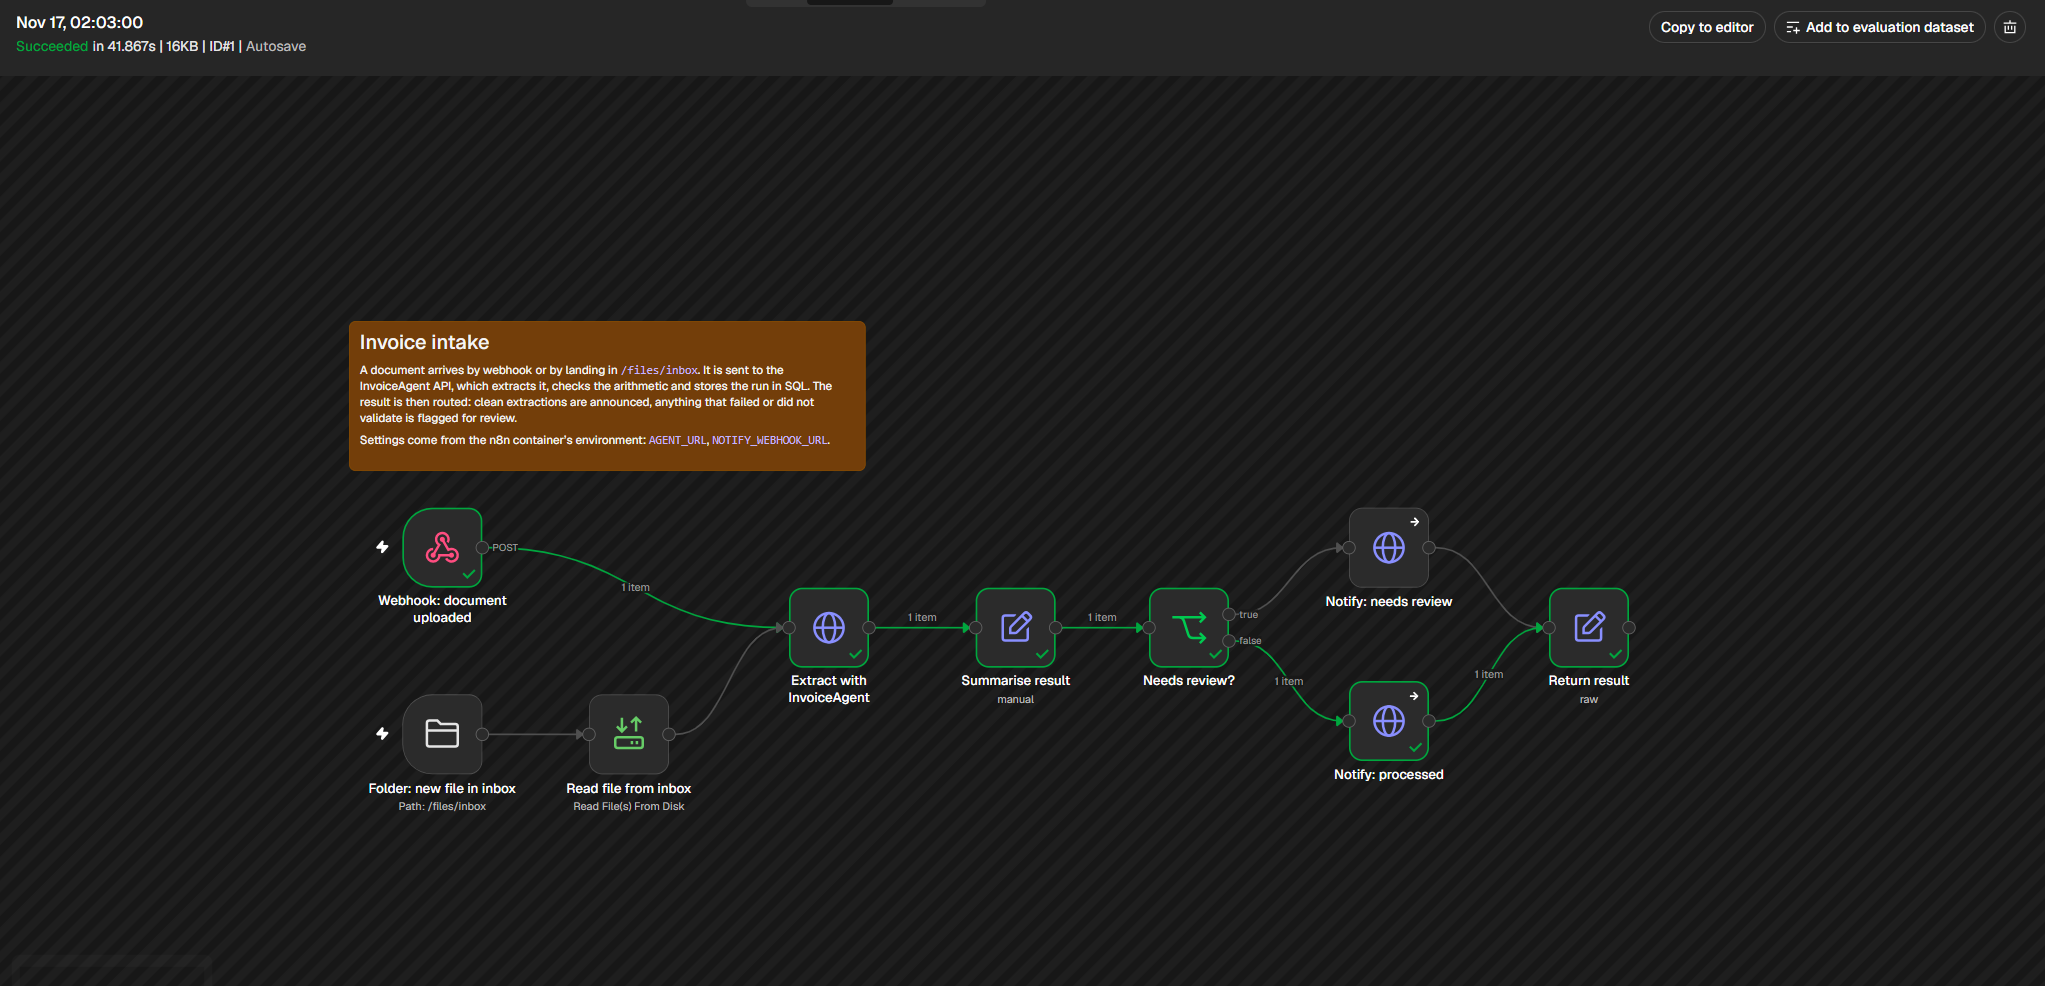 Nov 17, 02:03:00
Succeeded in 41.867s | 16KB | ID#1 | Autosave
Copy to editor
Add to evaluation dataset
Invoice intake
A document arrives by webhook or by landing in /files/inbox. It is sent to the
InvoiceAgent API, which extracts it, checks the arithmetic and stores the run in SQL. The
result is then routed: clean extractions are announced, anything that failed or did not
validate is flagged for review.
Settings come from the n8n container's environment: AGENT_URL, NOTIFY_WEBHOOK_URL.
POST
Webhook: document
uploaded
1 item
Folder: new file in inbox
Path: /files/inbox
Read file from inbox
Read File(s) From Disk
Extract with
InvoiceAgent
1 item
Summarise result
manual
1 item
Needs review?
true
false
Notify: needs review
1 item
Notify: processed
1 item
Return result
raw